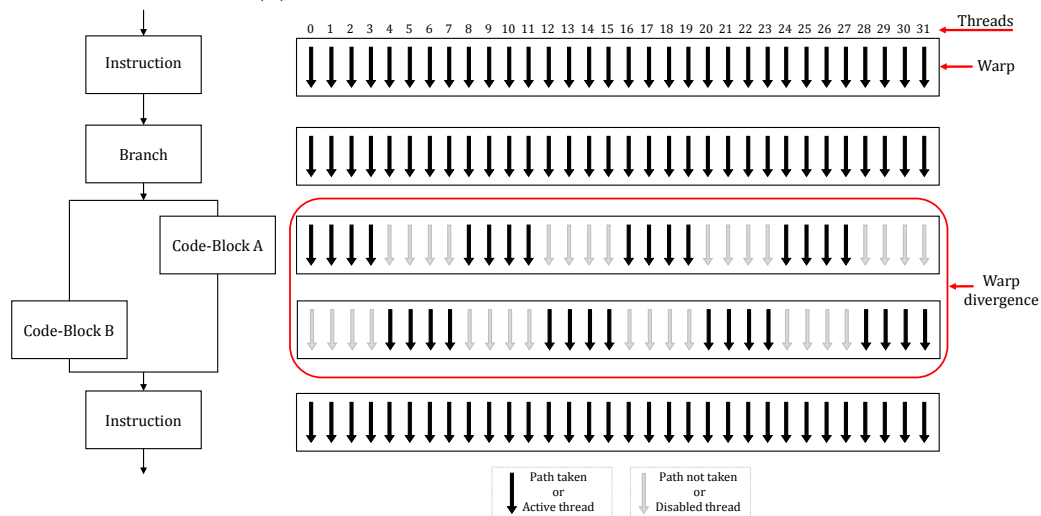 0 1 2 3 4 5 6 7 8 9 10 11 12 13 14 15 16 17 18 19 20 21 22 23 24 25 26 27 28 29 30 31
Threads
Instruction
Warp
Branch
Code-Block A
Code-Block B
Warp
divergence
Instruction
Path taken
or
Active thread
Path not taken
or
Disabled thread